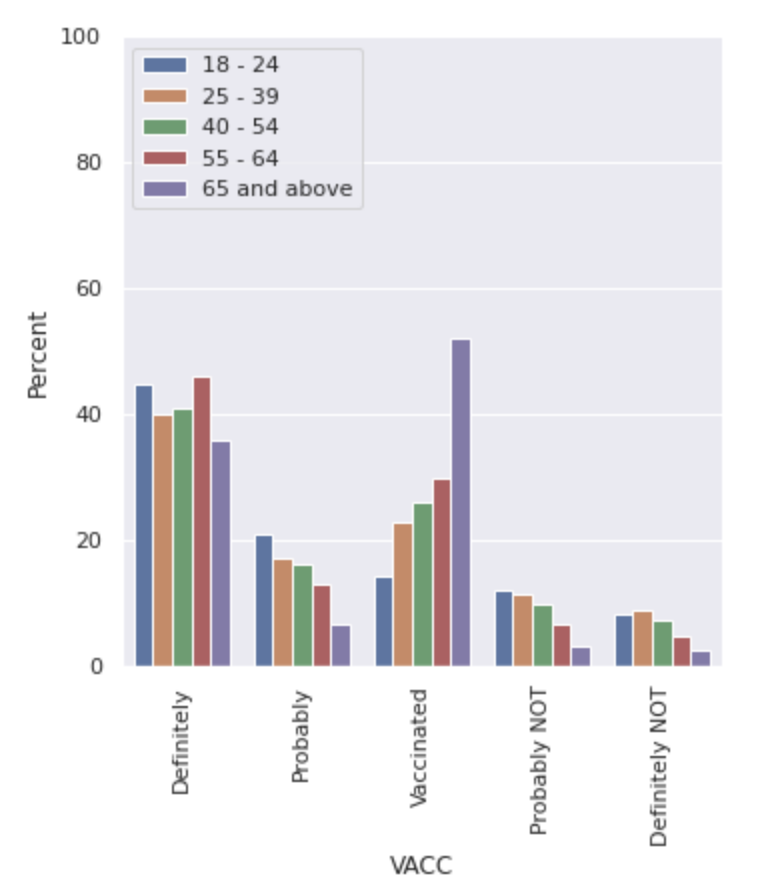 100
80
60
40
20
0
Percent
18 - 24
25 - 39
40 - 54
55 - 64
65 and above
Definitely
Probably
Vaccinated
Probably NOT
Definitely NOT
VACC